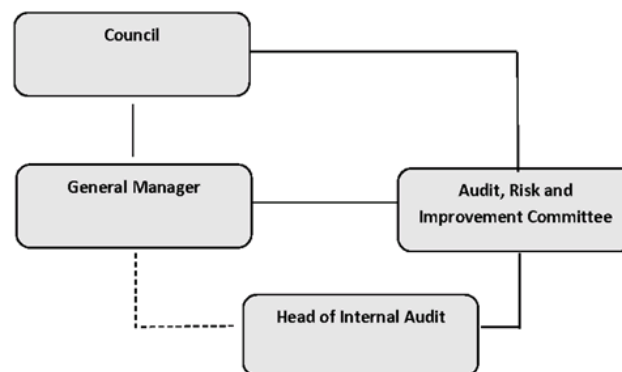 Council
General Manager
Audit, Risk and
Improvement Committee
Head of Internal Audit